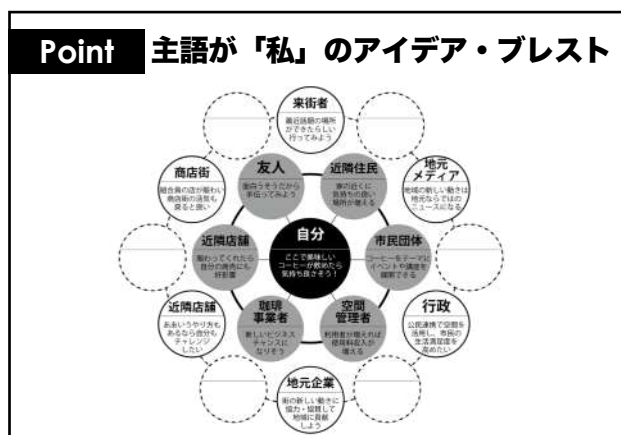 Point 主語が「私」のアイデア・ブレスト
来街者
最近話題の場所
ができたらしい
行ってみよう
商店街
組合員の店が賑わい
商店街の活気も
戻ると良い
友人
面白うそうだから
手伝ってみよう
近隣住民
家の近くに
気持ちの良い
場所が増える
地元
メディア
地域の新しい動きは
地元ならではの
ニュースになる
近隣店舗
賑わってくれたら
自分の商売にも
好影響
自分
ここで美味しい
コーヒーが飲めたら
気持ち良さそう！
市民団体
コーヒーをテーマに
イベントや講座を
展開できる
近隣店舗
ああいうやり方も
あるなら自分も
チャレンジ
したい
珈琲
事業者
新しいビジネス
チャンスに
なりそう
空間
管理者
利用者が増えれば
使用料収入が
増える
行政
公民連携で空間を
活用し、市民の
生活満足度を
高めたい
地元企業
街の新しい動きに
協力・協賛して
地域に貢献
しよう